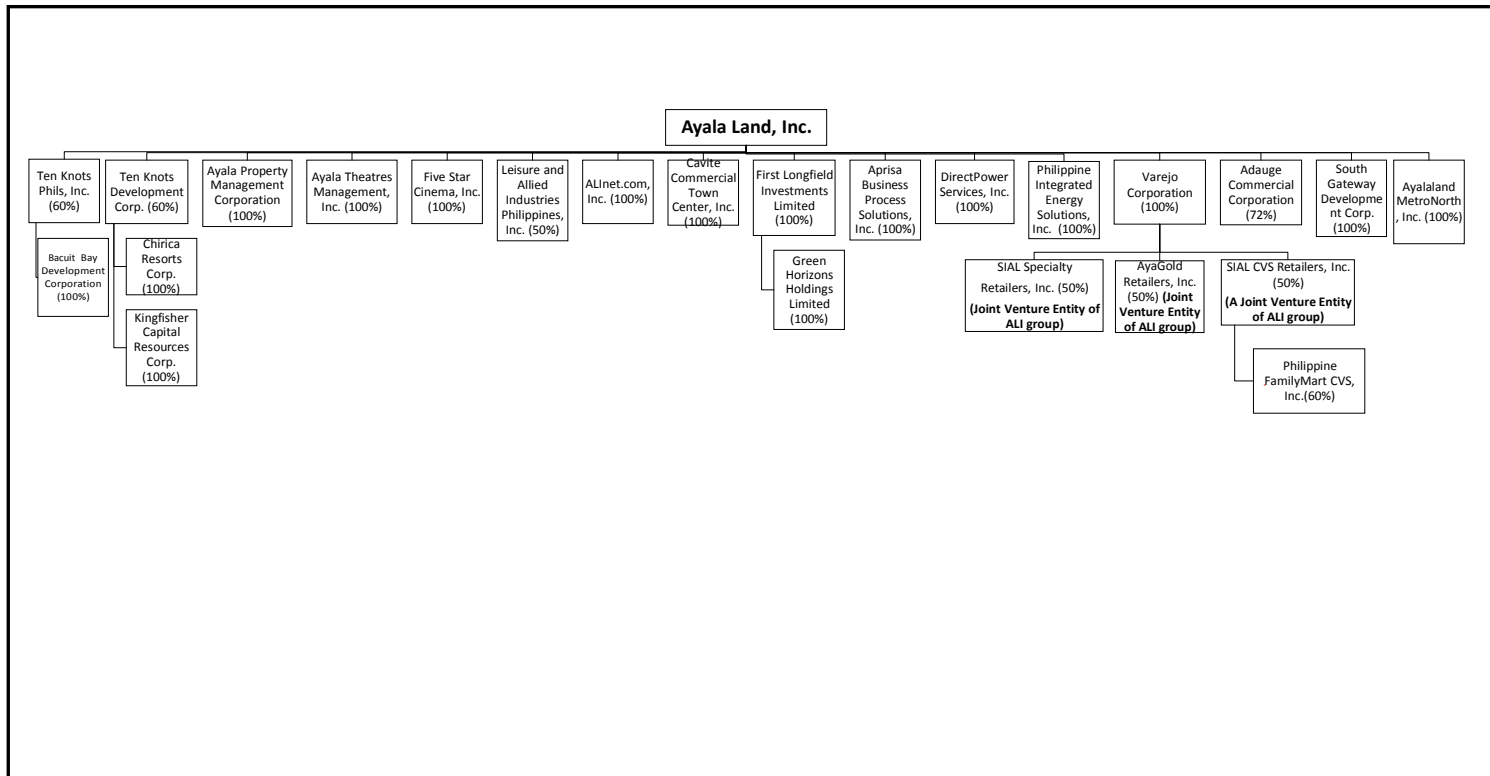 Ayala Land, Inc.
Ten Knots
Phils, Inc.
(60%)
Ten Knots
Development
Corp. (60%)
Ayala Property
Management
Corporation
(100%)
Ayala Theatres
Management,
Inc. (100%)
Five Star
Cinema, Inc.
(100%)
Leisure and
Allied
Industries
Philippines,
Inc. (50%)
ALInet.com,
Inc. (100%)
Cavite
Commercial
Town
Center, Inc.
(100%)
First Longfield
Investments
Limited
(100%)
Aprisa
Business
Process
Solutions,
Inc. (100%)
DirectPower
Services, Inc.
(100%)
Philippine
Integrated
Energy
Solutions,
Inc. (100%)
Varejo
Corporation
(100%)
Adauge
Commercial
Corporation
(72%)
South
Gateway
Developme
nt Corp.
(100%)
Ayalaland
MetroNorth
, Inc. (100%)
Bacuit Bay
Development
Corporation
(100%)
Chirica
Resorts
Corp.
(100%)
Kingfisher
Capital
Resources
Corp.
(100%)
Green
Horizons
Holdings
Limited
(100%)
SIAL Specialty
Retailers, Inc. (50%)
(Joint Venture Entity of
ALI group)
AyaGold
Retailers, Inc.
(50%) (Joint
Venture Entity
of ALI group)
SIAL CVS Retailers, Inc.
(50%)
(A Joint Venture Entity
of ALI group)
Philippine
FamilyMart CVS,
Inc.(60%)